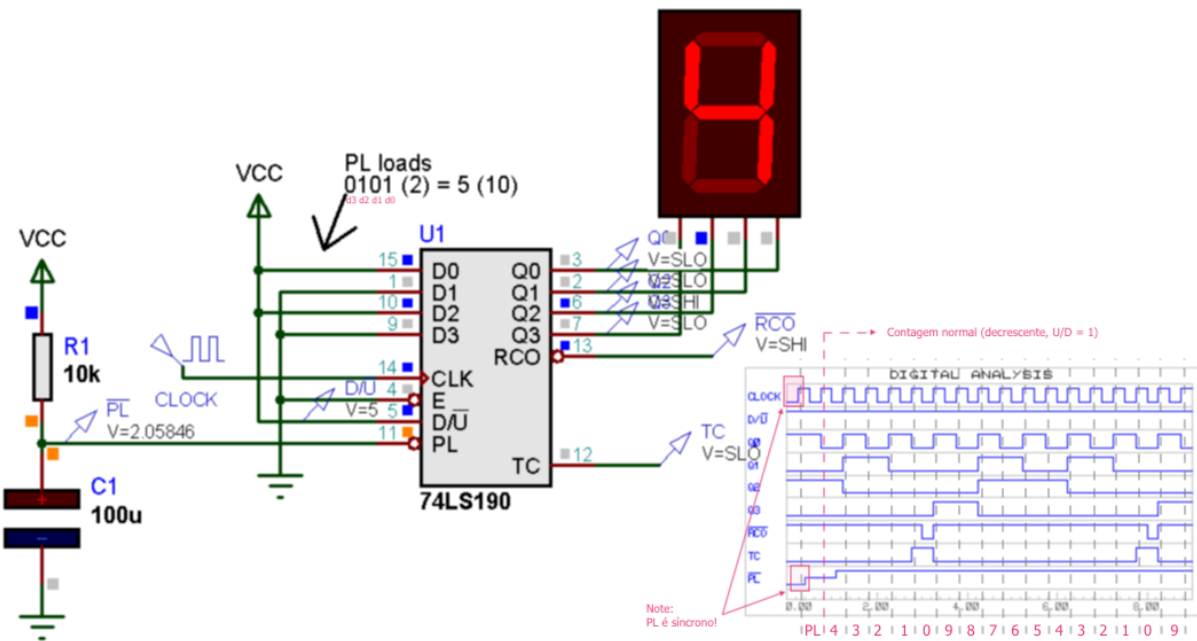 VCC
R1
10k
PL
V=2.05846
C1
100u
VCC
PL loads
0101 (2) = 5 (10)
d3 d2 d1 d0
CLOCK
D/U
V=5
U1
15
1
10
9
14
4
5
11
D0
D1
D2
D3
CLK
E
D/U
PL
Q0
Q1
Q2
Q3
RCO
TC
3
2
6
7
13
12
74LS190
V=SLO
V=SLO
V=SHI
V=SLO
RCO
V=SHI
TC
V=SLO
Contagem normal (decrescente, U/D = 1)
DIGITAL ANALYSIS
CLOCK
D/U
Q0
Q1
Q2
Q3
RCO
TC
PL
0.00 2.00 4.00 6.00 8.00
PL 4 3 2 1 0 9 8 7 6 5 4 3 2 1 0 9
Note:
PL é síncrono!